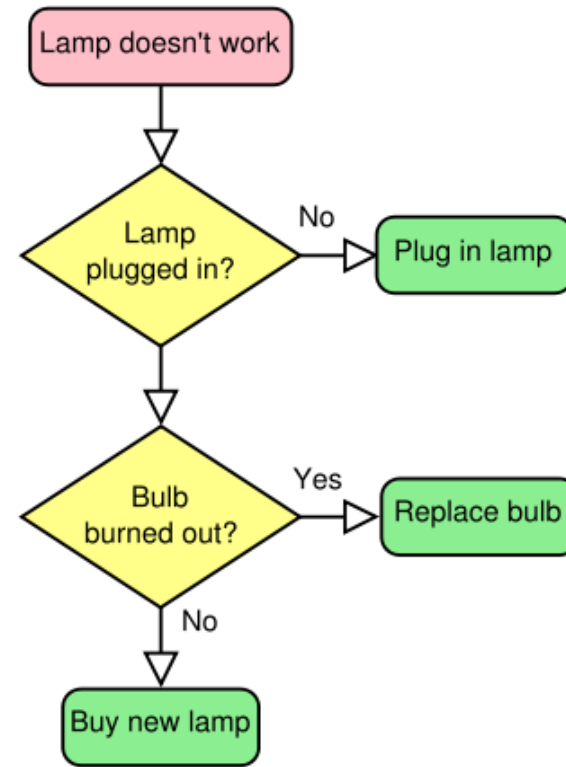 Lamp doesn't work
Lamp
plugged in?
No
Plug in lamp
Bulb
burned out?
Yes
Replace bulb
No
Buy new lamp